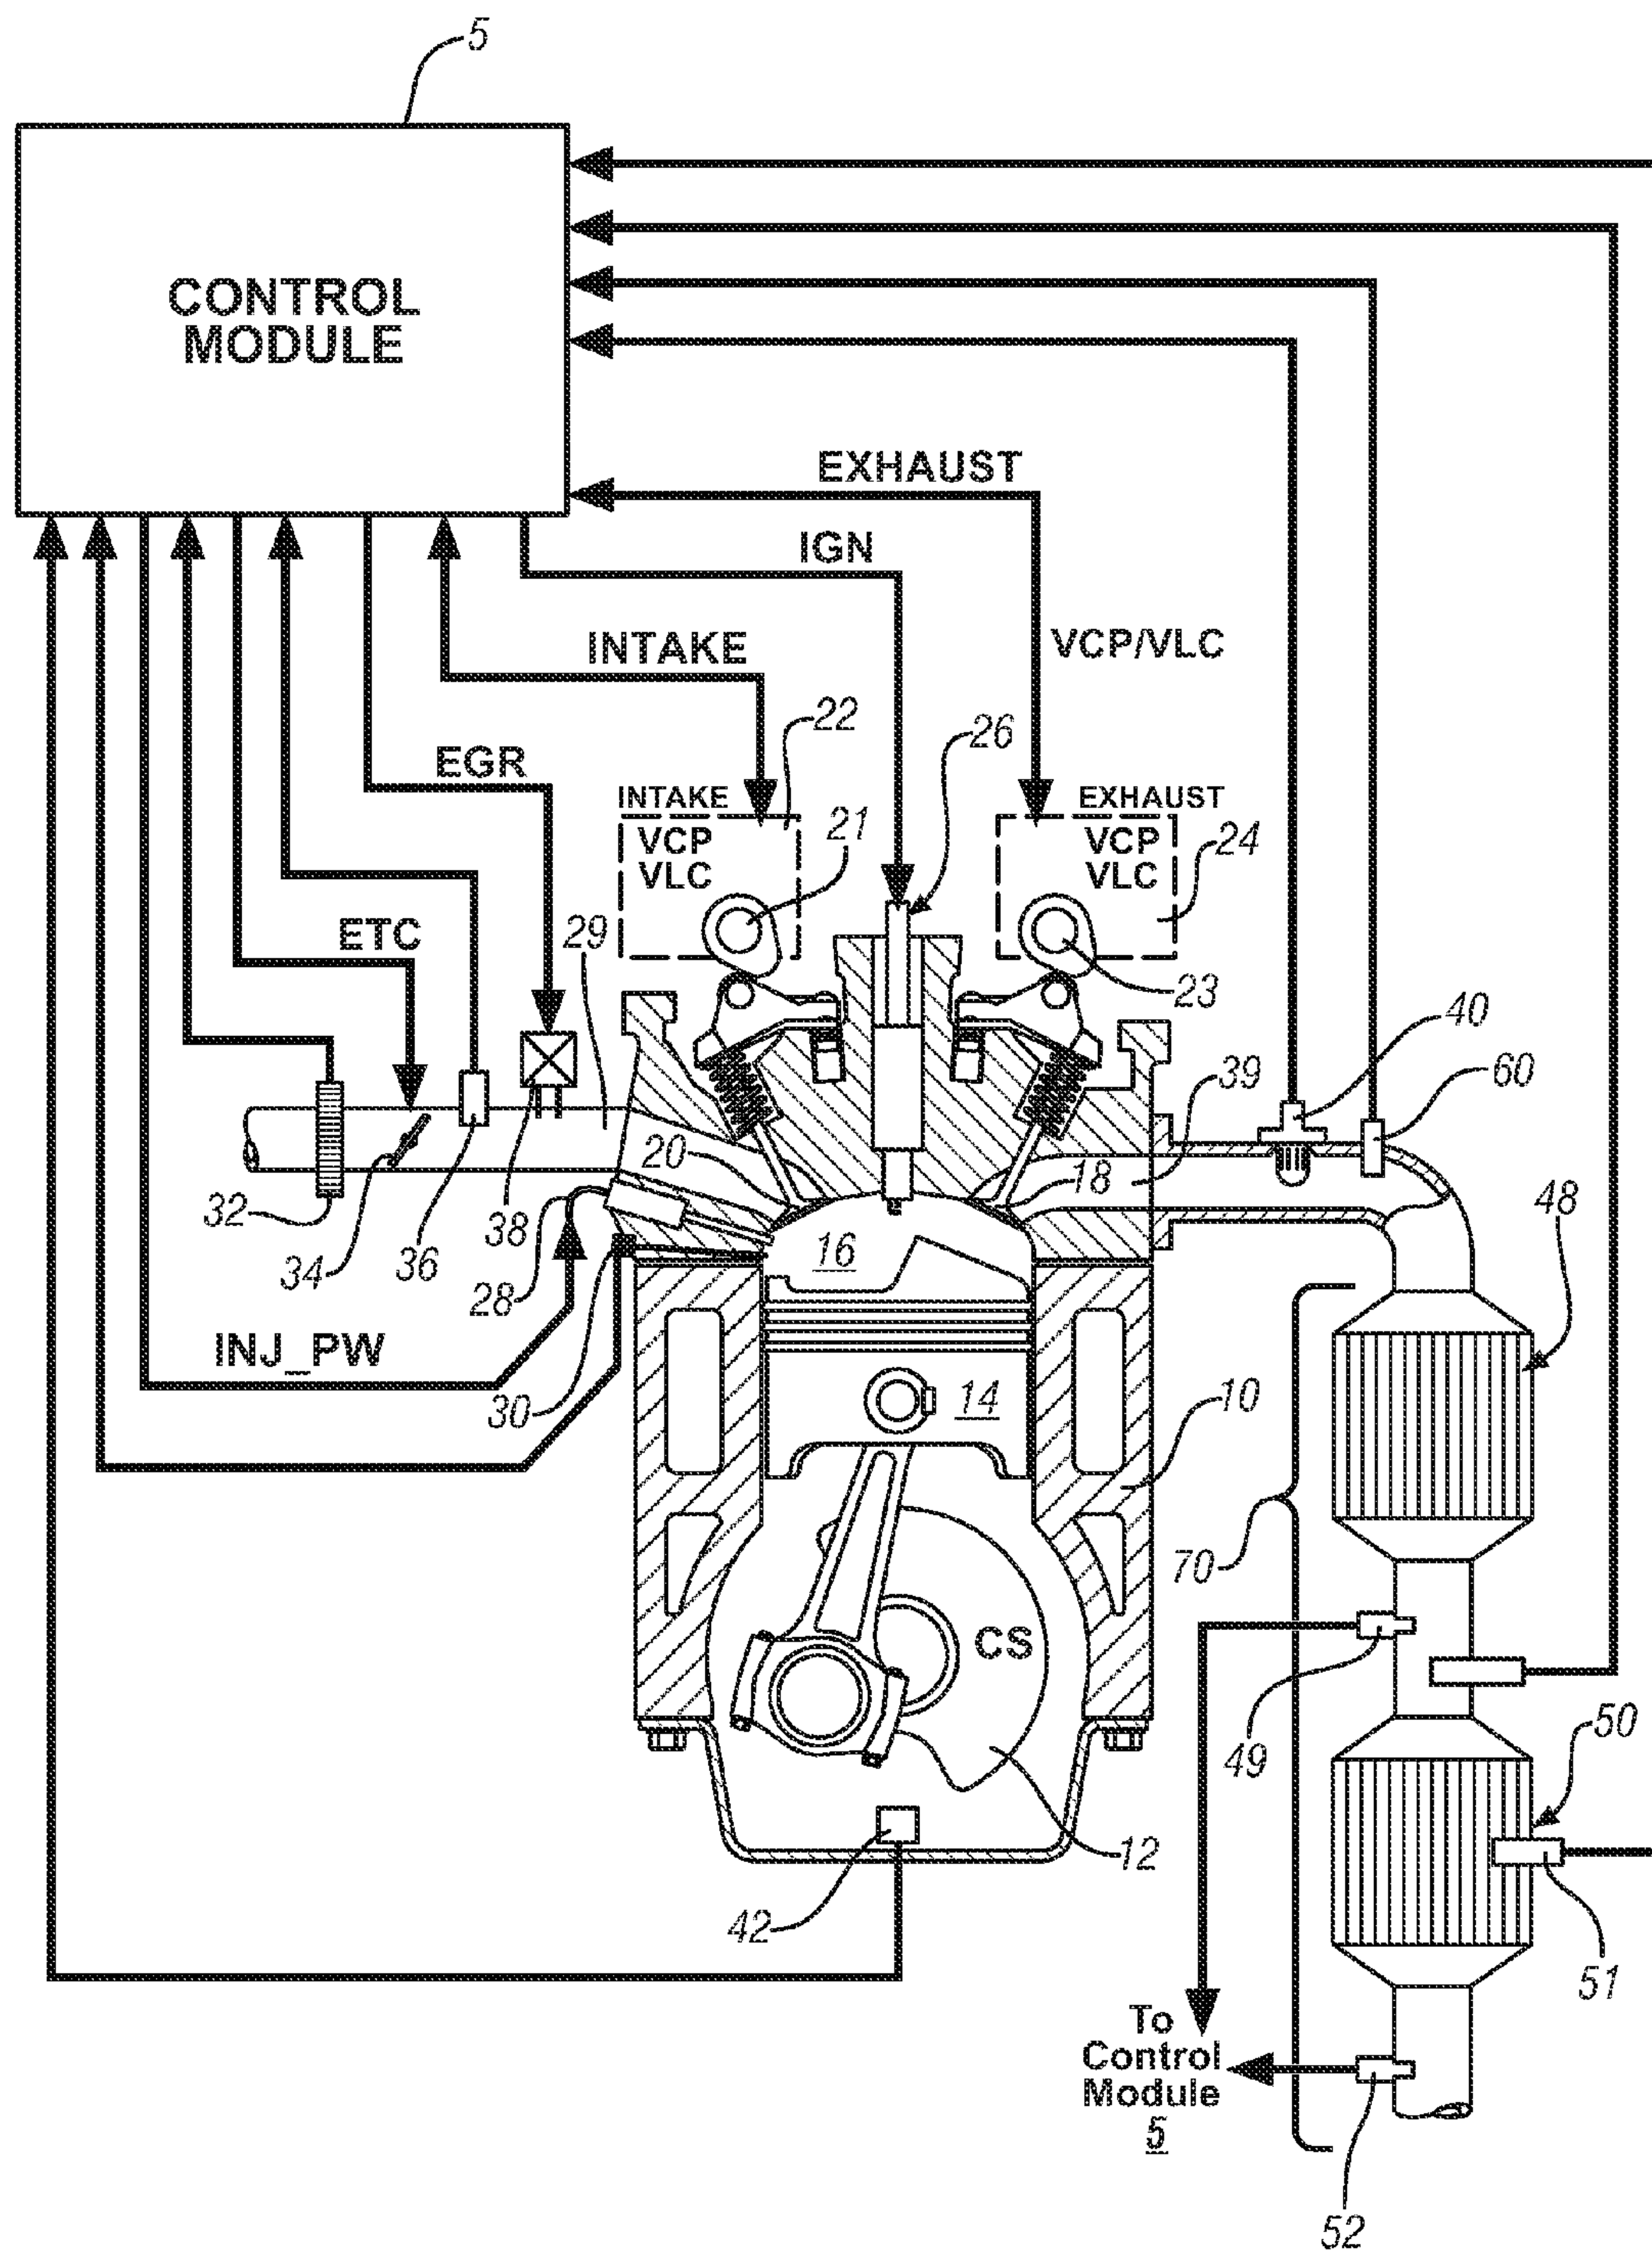 5
CONTROL
MODULE
EXHAUST
IGN
INTAKE
VCP/VLC
22
26
EGR
INTAKE
EXHAUST
VCP
VLC
21
VCP
VLC
24
ETC
29
23
40
39
60
20
18
32
34
36
38
28
16
48
INJ_PW
30
14
10
70
CS
49
50
12
42
51
To
Control
Module
5
52